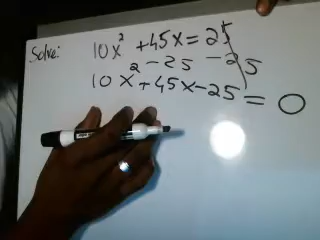 Solve: 10x² + 45x = 25
- 25 - 25
10x² + 45x - 25 = 0